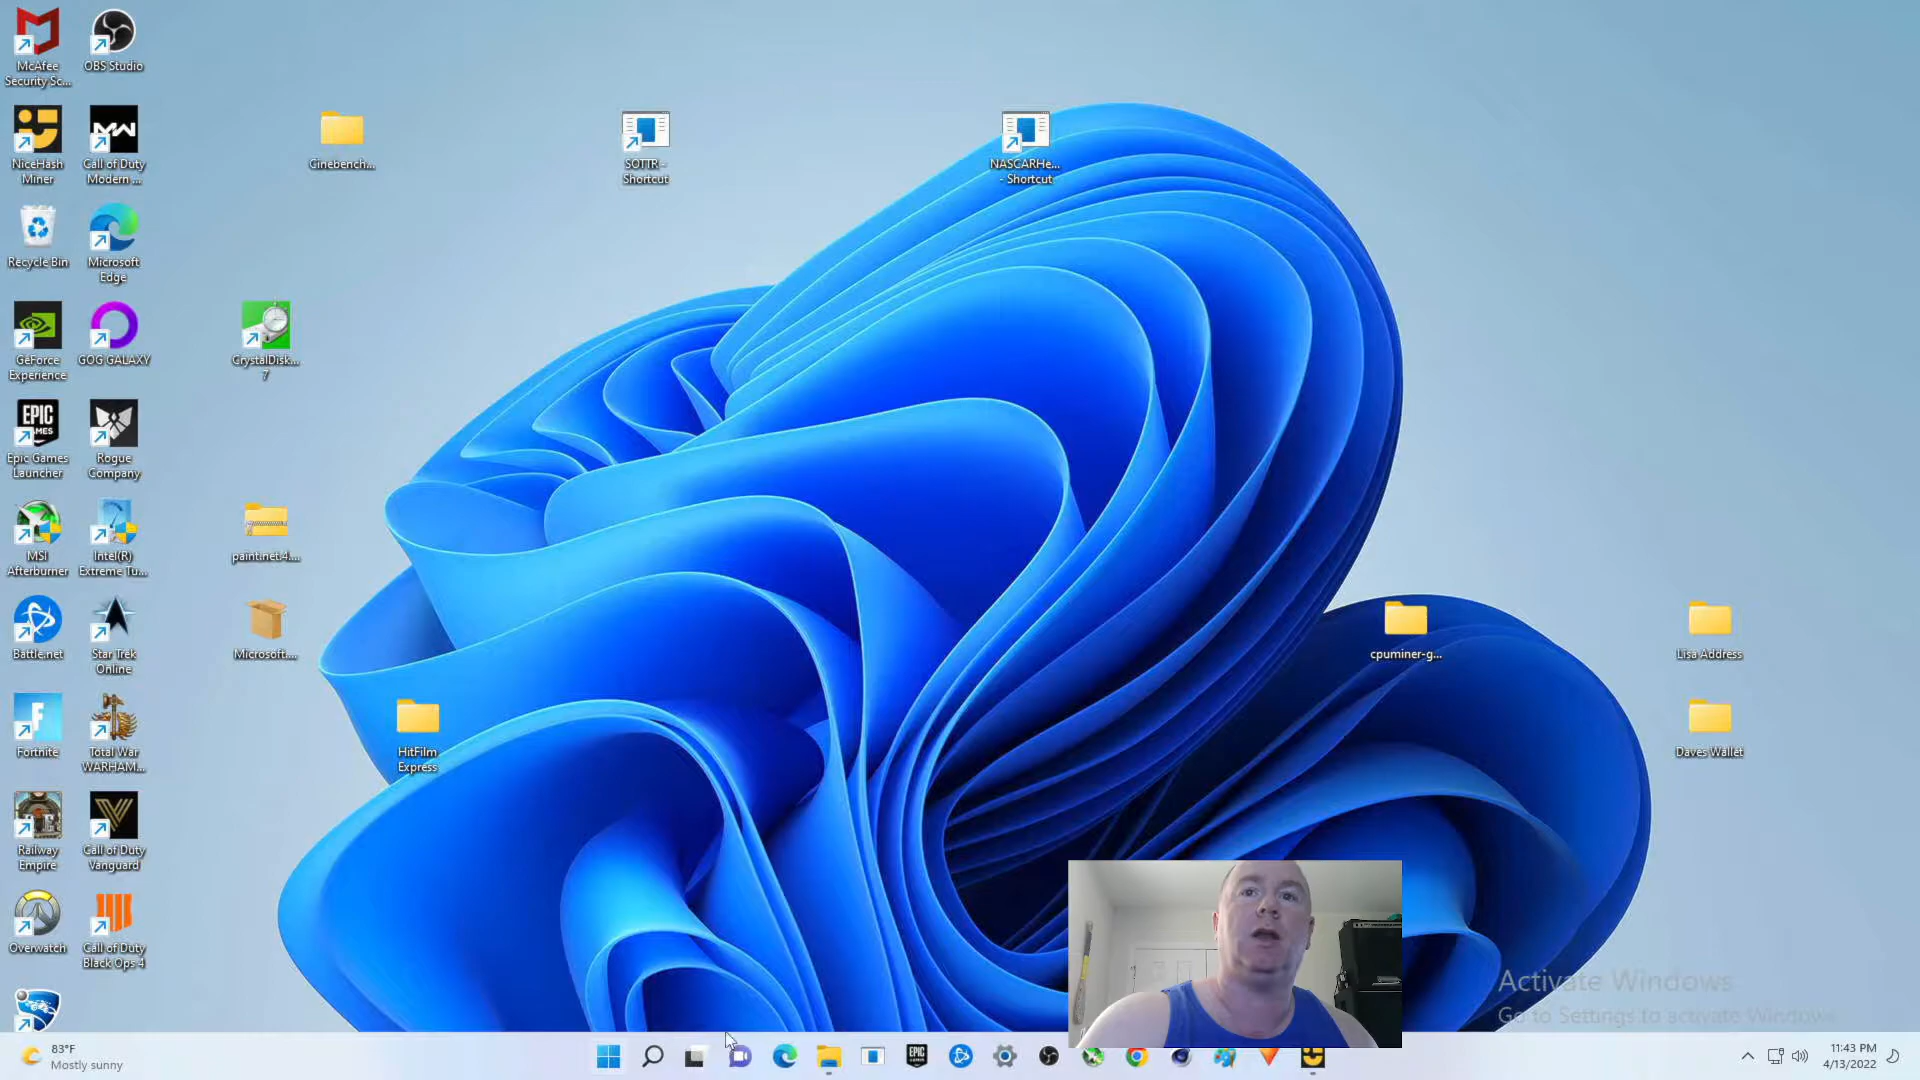 McAfee
Security Sc...
OBS Studio
NiceHash
Miner
Call of Duty
Modern ...
Cinebench...
SOTTR -
Shortcut
NASCARHe...
- Shortcut
Recycle Bin
Microsoft
Edge
GeForce
Experience
GOG GALAXY
CrystalDisk...
7
EPIC
GAMES
Epic Games
Launcher
Rogue
Company
MSI
Afterburner
Intel(R)
Extreme Tu...
paint.net.4....
Battle.net
Star Trek
Online
Microsoft....
cpuminer-g...
Lisa Address
Fortnite
Total War
WARHAM...
HitFilm
Express
Daves Wallet
Railway
Empire
Call of Duty
Vanguard
Overwatch
Call of Duty
Black Ops 4
Activate Windows
Go to Settings to activate Windows.
83°F
Mostly sunny
EPIC
11:43 PM
4/13/2022